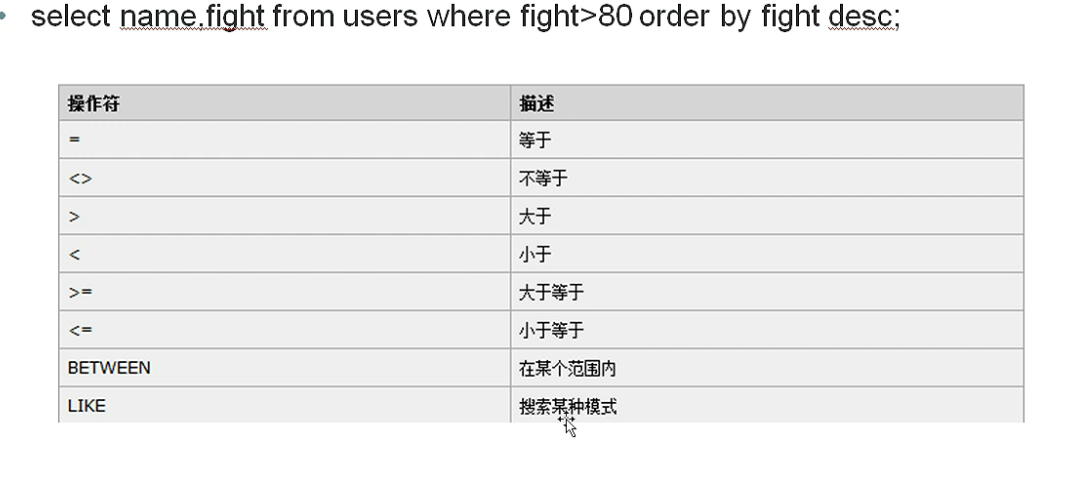 • select name,fight from users where fight>80 order by fight desc;
操作符 描述
= 等于
<> 不等于
> 大于
< 小于
>= 大于等于
<= 小于等于
BETWEEN 在某个范围内
LIKE 搜索某种模式